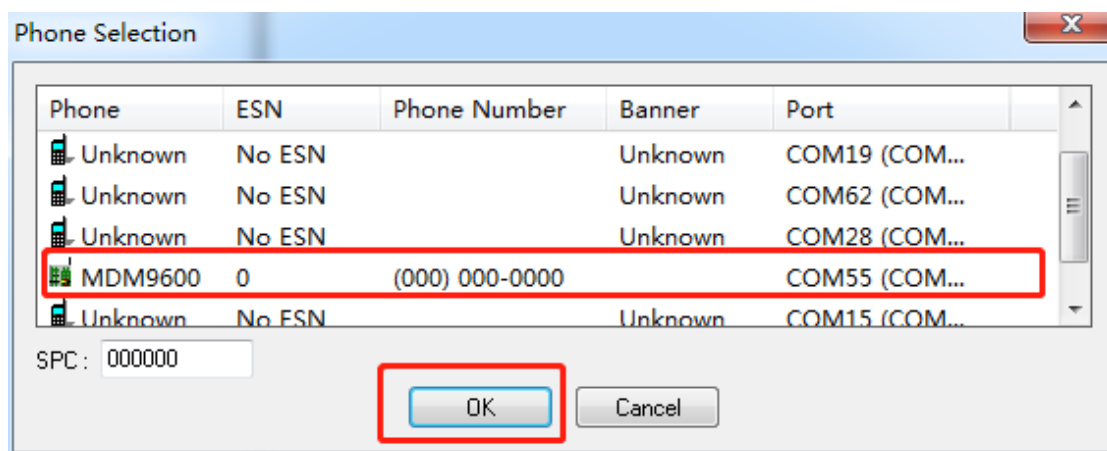 Phone Selection
Phone ESN Phone Number Banner Port
Unknown No ESN Unknown COM19 (COM...
Unknown No ESN Unknown COM62 (COM...
Unknown No ESN Unknown COM28 (COM...
MDM9600 0 (000) 000-0000 COM55 (COM...
Unknown No ESN Unknown COM15 (COM...
SPC: 000000
OK Cancel